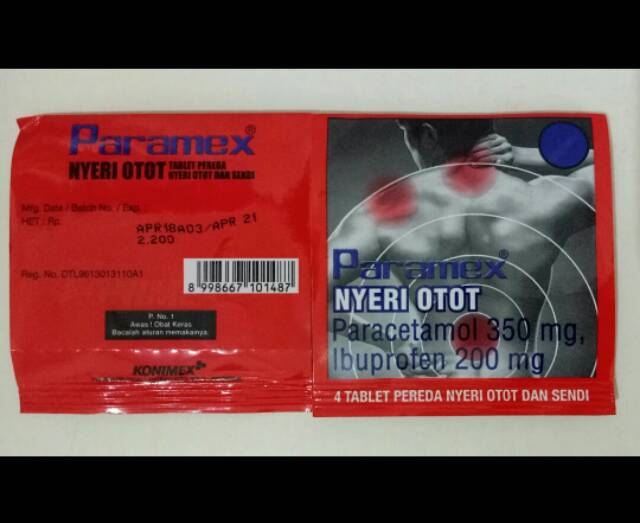 Paramex®
NYERI OTOT TABLET PEREDA
NYERI OTOT DAN SENDI
Mfg. Date / Batch No. / Exp. :
HET : Rp.
APR18A03/APR 21
2.200
Reg. No. DTL9613013110A1
8 998667 101487
P. No. 1
Awas ! Obat Keras
Bacalah aturan memakainya.
KONIMEX
Paramex®
NYERI OTOT
Paracetamol 350 mg,
Ibuprofen 200 mg
4 TABLET PEREDA NYERI OTOT DAN SENDI